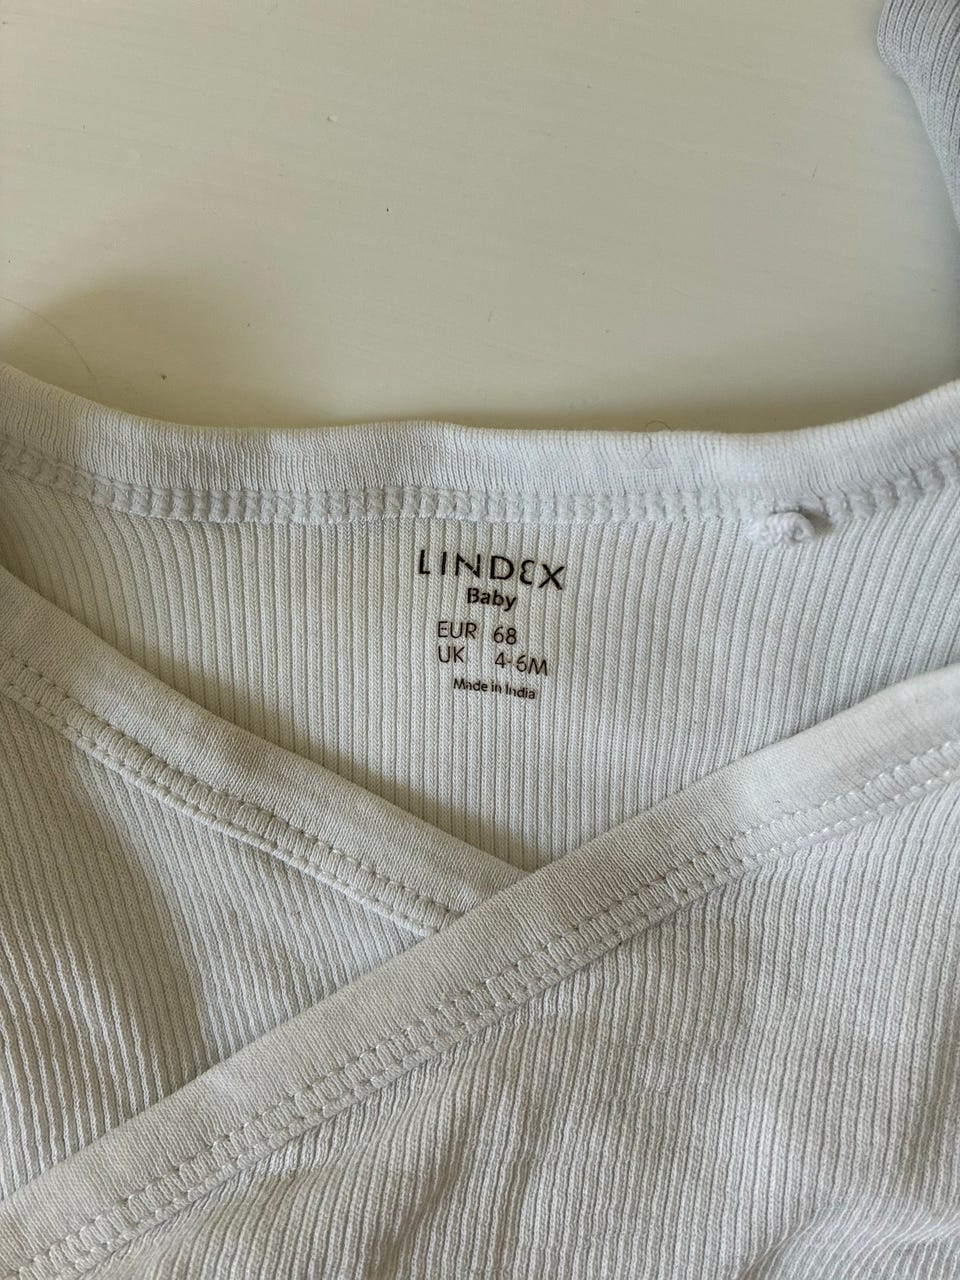 LINDEX
Baby
EUR 68
UK 4-6M
Made in India